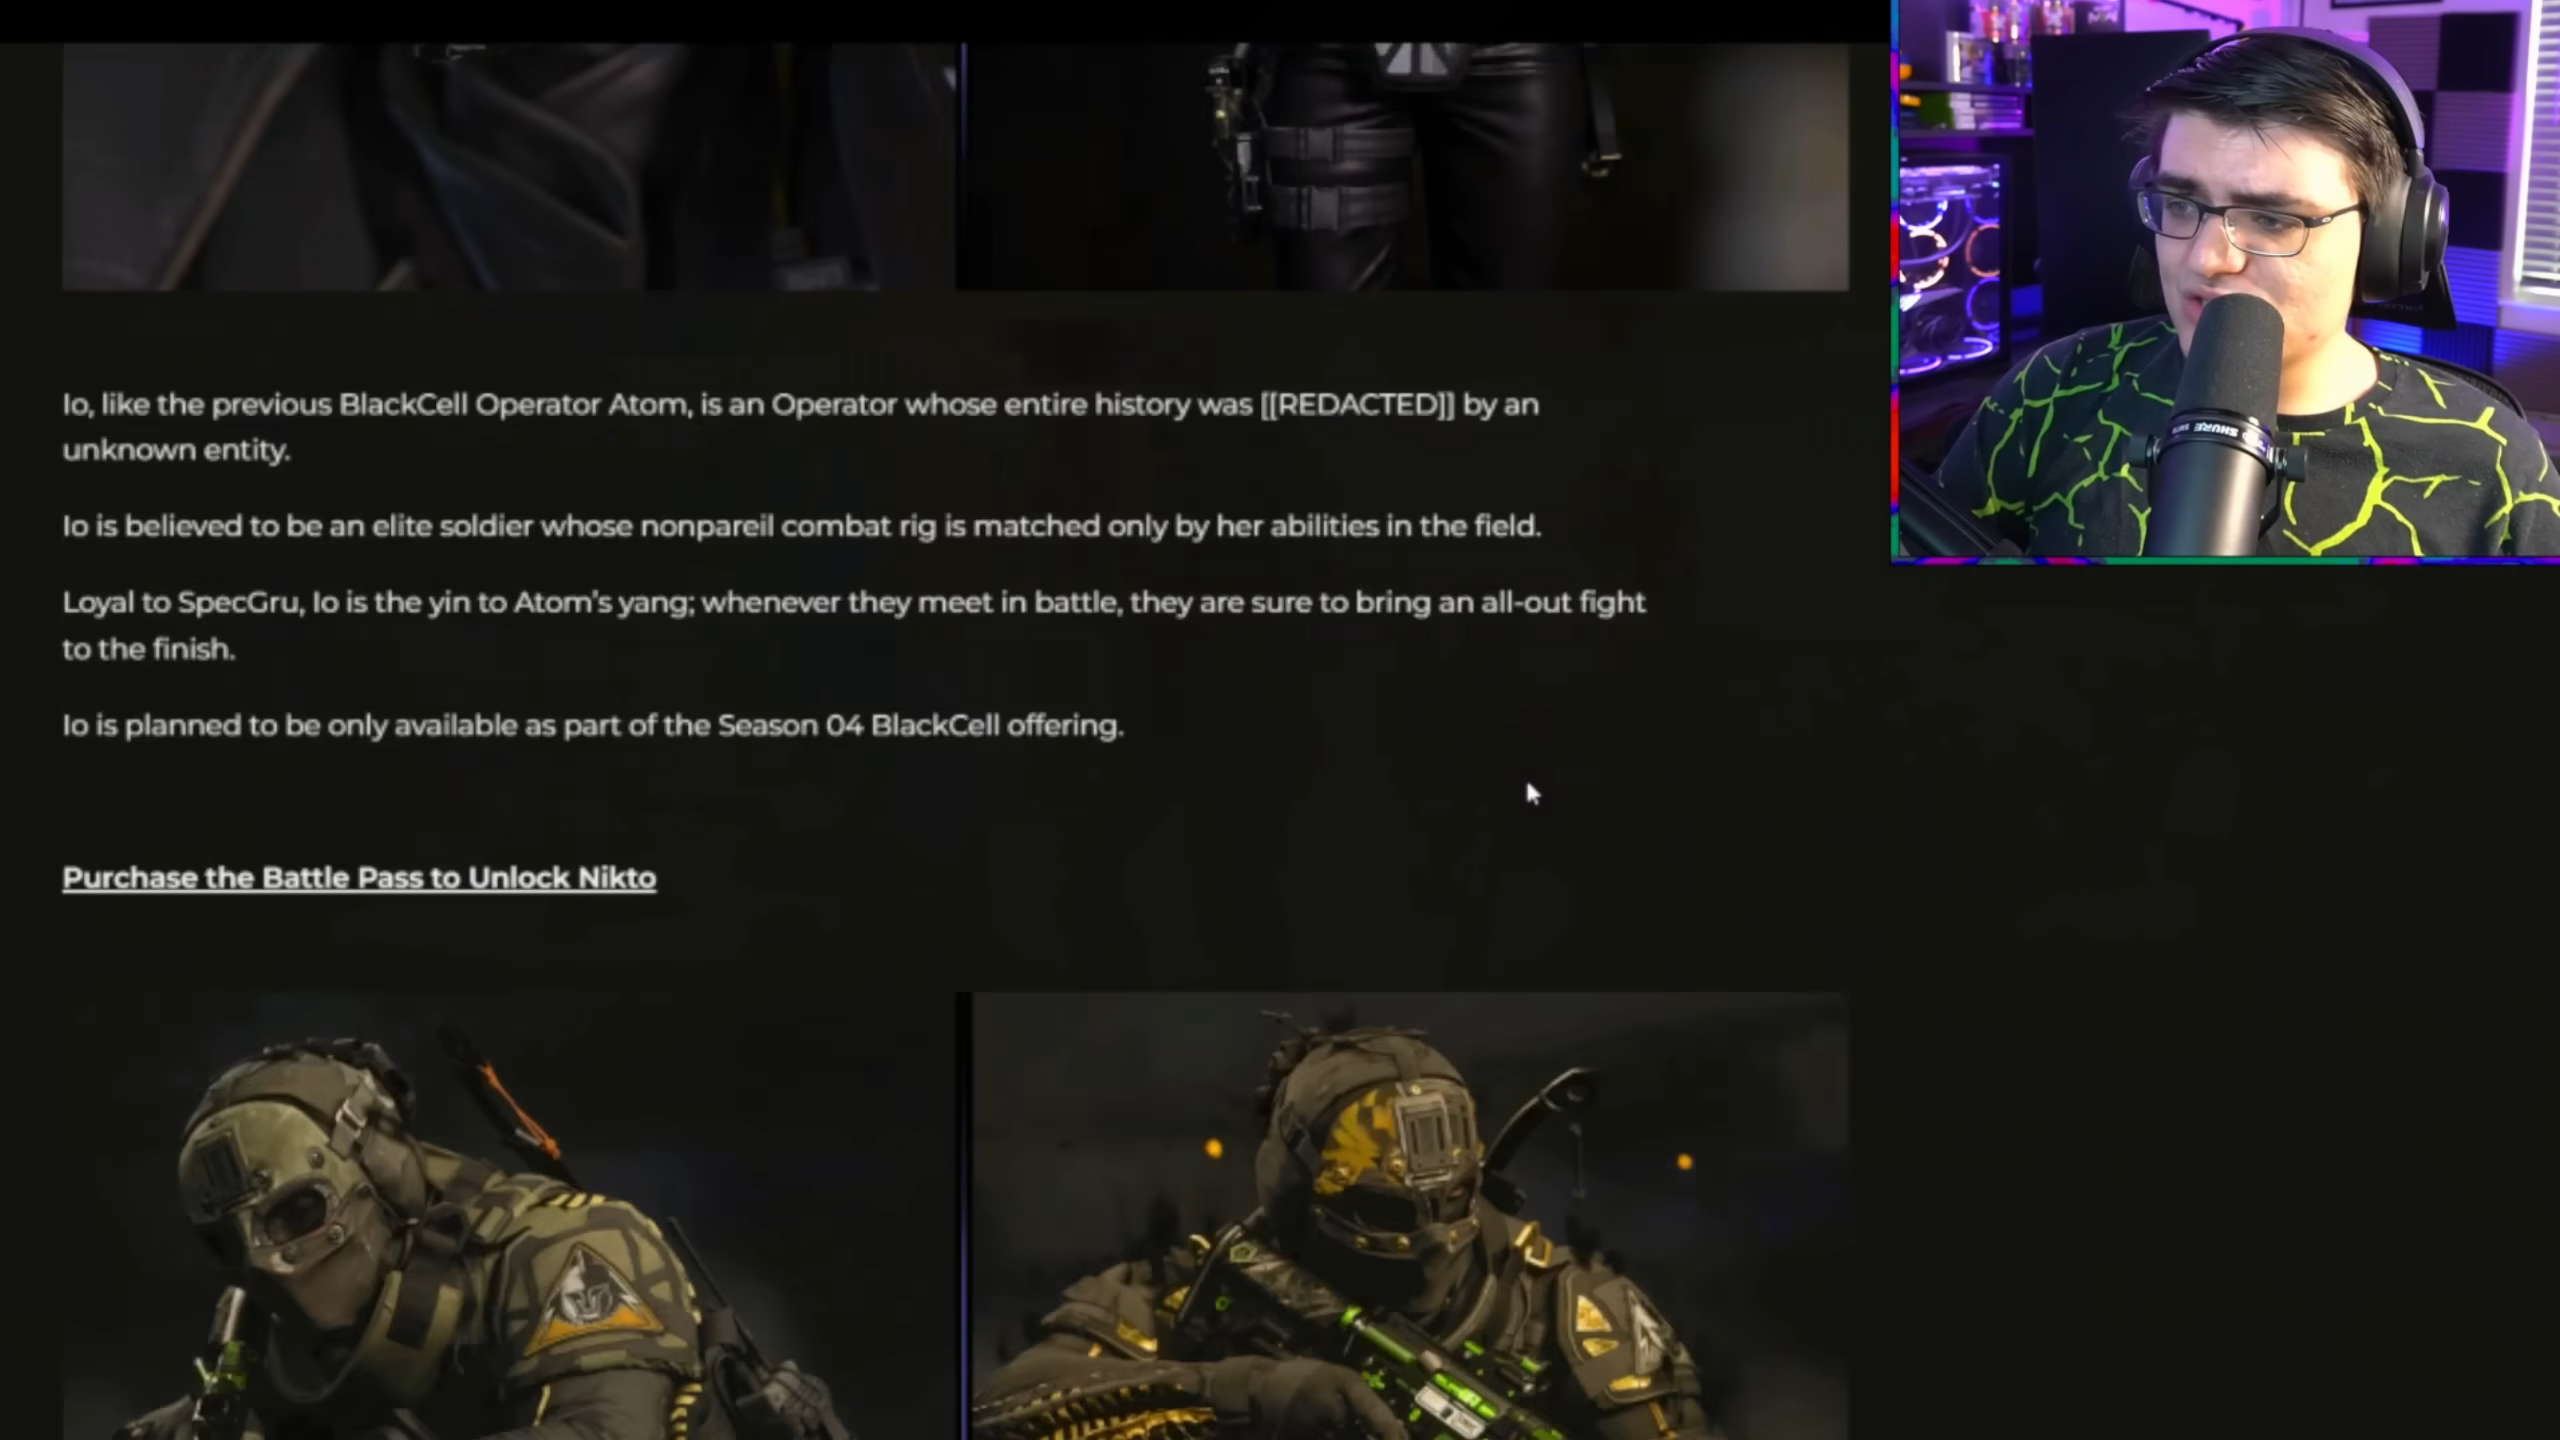 Io, like the previous BlackCell Operator Atom, is an Operator whose entire history was [[REDACTED]] by an
unknown entity.
Io is believed to be an elite soldier whose nonpareil combat rig is matched only by her abilities in the field.
Loyal to SpecGru, Io is the yin to Atom's yang; whenever they meet in battle, they are sure to bring an all-out fight
to the finish.
Io is planned to be only available as part of the Season 04 BlackCell offering.
Purchase the Battle Pass to Unlock Nikto
SHURE